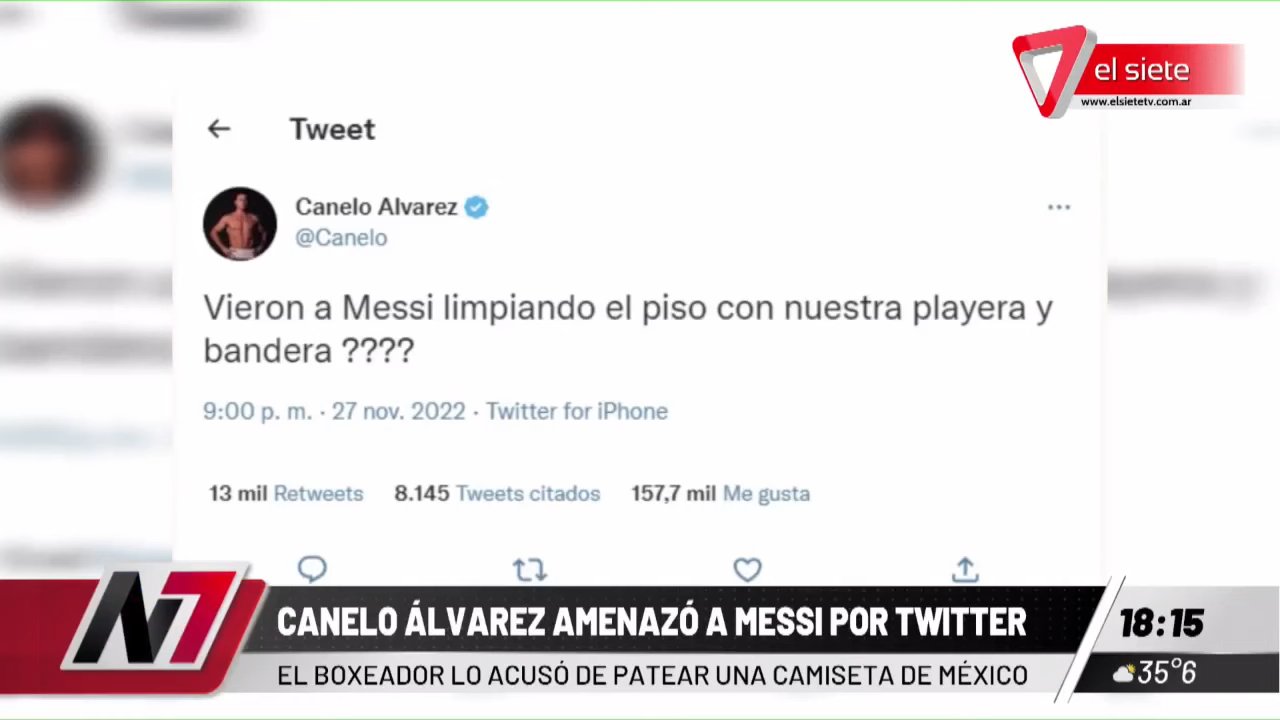 el siete
www.elsietetv.com.ar
Tweet
Canelo Alvarez
@Canelo
Vieron a Messi limpiando el piso con nuestra playera y
bandera ????
9:00 p. m. · 27 nov. 2022 · Twitter for iPhone
13 mil Retweets 8.145 Tweets citados 157,7 mil Me gusta
N7
CANELO ÁLVAREZ AMENAZÓ A MESSI POR TWITTER
18:15
EL BOXEADOR LO ACUSÓ DE PATEAR UNA CAMISETA DE MÉXICO
35°6